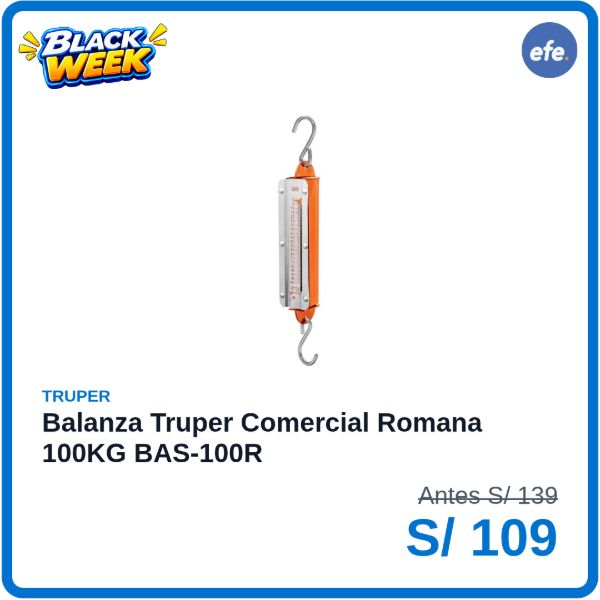 BLACK
WEEK
efe.
TRUPER
Balanza Truper Comercial Romana
100KG BAS-100R
Antes S/ 139
S/ 109